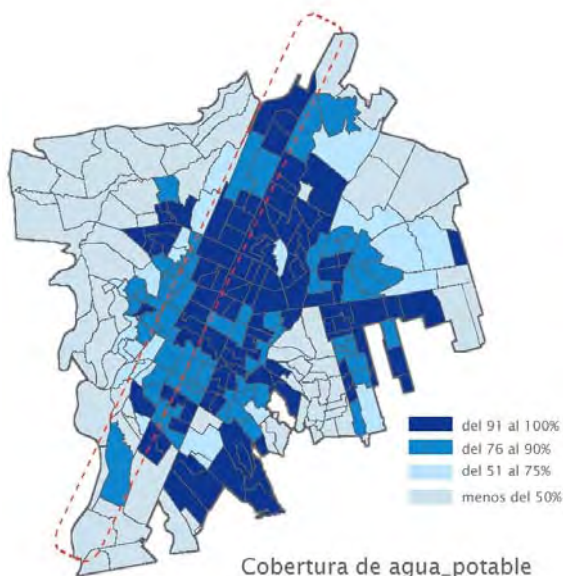 del 91 al 100%
del 76 al 90%
del 51 al 75%
menos del 50%
Cobertura de agua_potable